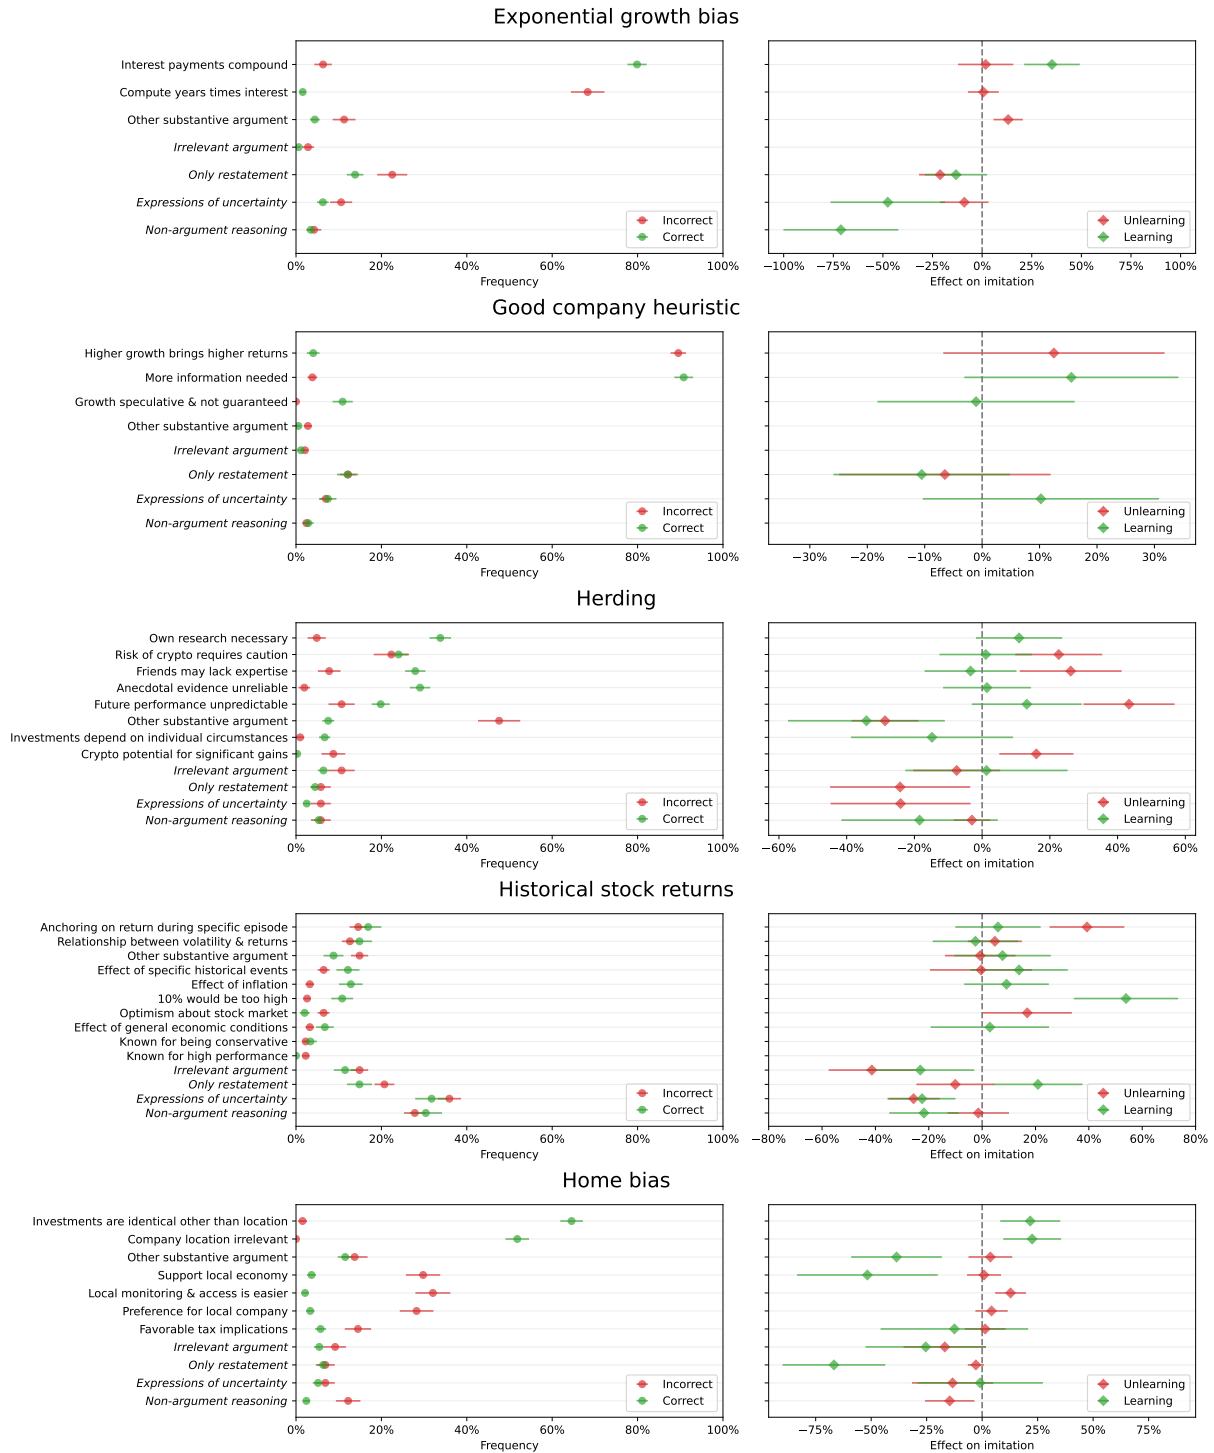 Exponential growth bias
Interest payments compound
Compute years times interest
Other substantive argument
Irrelevant argument
Only restatement
Expressions of uncertainty
Non-argument reasoning
Incorrect
Correct
0% 20% 40% 60% 80% 100%
Frequency
Unlearning
Learning
−100% −75% −50% −25% 0% 25% 50% 75% 100%
Effect on imitation
Good company heuristic
Higher growth brings higher returns
More information needed
Growth speculative & not guaranteed
Other substantive argument
Irrelevant argument
Only restatement
Expressions of uncertainty
Non-argument reasoning
Incorrect
Correct
0% 20% 40% 60% 80% 100%
Frequency
Unlearning
Learning
−30% −20% −10% 0% 10% 20% 30%
Effect on imitation
Herding
Own research necessary
Risk of crypto requires caution
Friends may lack expertise
Anecdotal evidence unreliable
Future performance unpredictable
Other substantive argument
Investments depend on individual circumstances
Crypto potential for significant gains
Irrelevant argument
Only restatement
Expressions of uncertainty
Non-argument reasoning
Incorrect
Correct
0% 20% 40% 60% 80% 100%
Frequency
Unlearning
Learning
−60% −40% −20% 0% 20% 40% 60%
Effect on imitation
Historical stock returns
Anchoring on return during specific episode
Relationship between volatility & returns
Other substantive argument
Effect of specific historical events
Effect of inflation
10% would be too high
Optimism about stock market
Effect of general economic conditions
Known for being conservative
Known for high performance
Irrelevant argument
Only restatement
Expressions of uncertainty
Non-argument reasoning
Incorrect
Correct
0% 20% 40% 60% 80% 100%
Frequency
Unlearning
Learning
−80% −60% −40% −20% 0% 20% 40% 60% 80%
Effect on imitation
Home bias
Investments are identical other than location
Company location irrelevant
Other substantive argument
Support local economy
Local monitoring & access is easier
Preference for local company
Favorable tax implications
Irrelevant argument
Only restatement
Expressions of uncertainty
Non-argument reasoning
Incorrect
Correct
0% 20% 40% 60% 80% 100%
Frequency
Unlearning
Learning
−75% −50% −25% 0% 25% 50% 75%
Effect on imitation